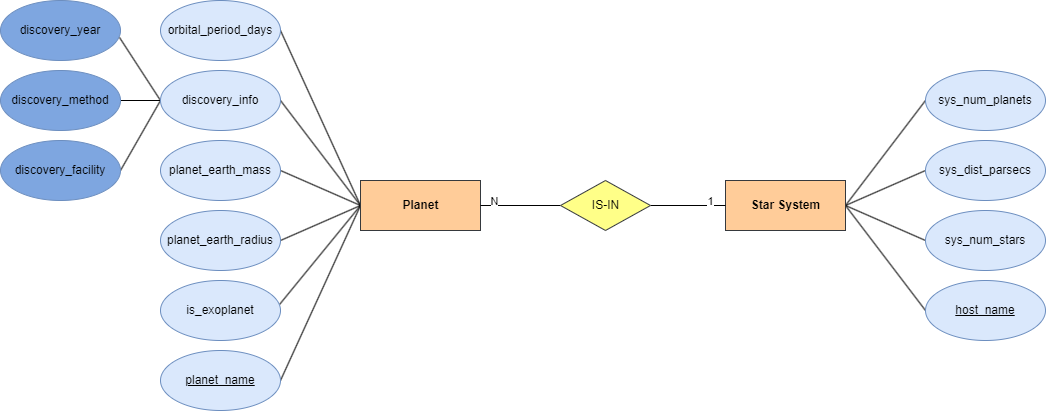 discovery_year
discovery_method
discovery_facility
orbital_period_days
discovery_info
planet_earth_mass
planet_earth_radius
is_exoplanet
planet_name
Planet
N
IS-IN
1
Star System
sys_num_planets
sys_dist_parsecs
sys_num_stars
host_name